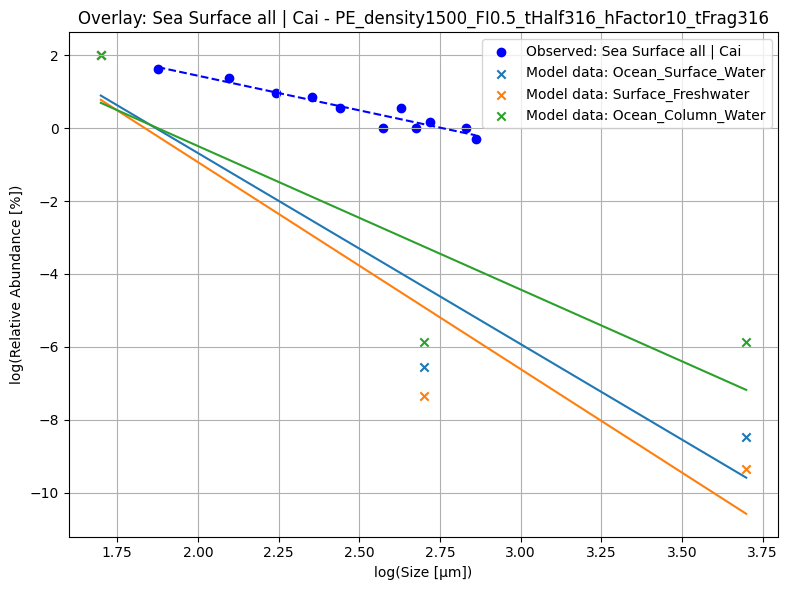 Overlay: Sea Surface all | Cai - PE_density1500_FI0.5_tHalf316_hFactor10_tFrag316
Observed: Sea Surface all | Cai
Model data: Ocean_Surface_Water
Model data: Surface_Freshwater
Model data: Ocean_Column_Water
log(Relative Abundance [%])
2
0
−2
−4
−6
−8
−10
1.75 2.00 2.25 2.50 2.75 3.00 3.25 3.50 3.75
log(Size [µm])